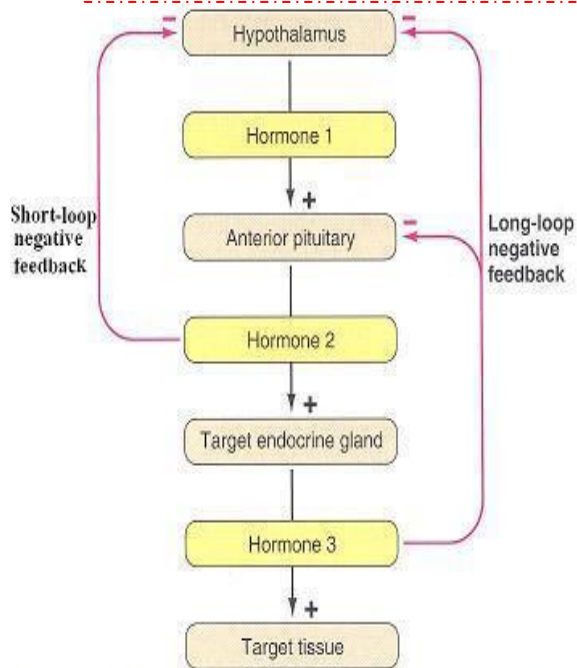 Hypothalamus
Hormone 1
+
Short-loop
negative
feedback
Anterior pituitary
Long-loop
negative
feedback
Hormone 2
+
Target endocrine gland
Hormone 3
+
Target tissue